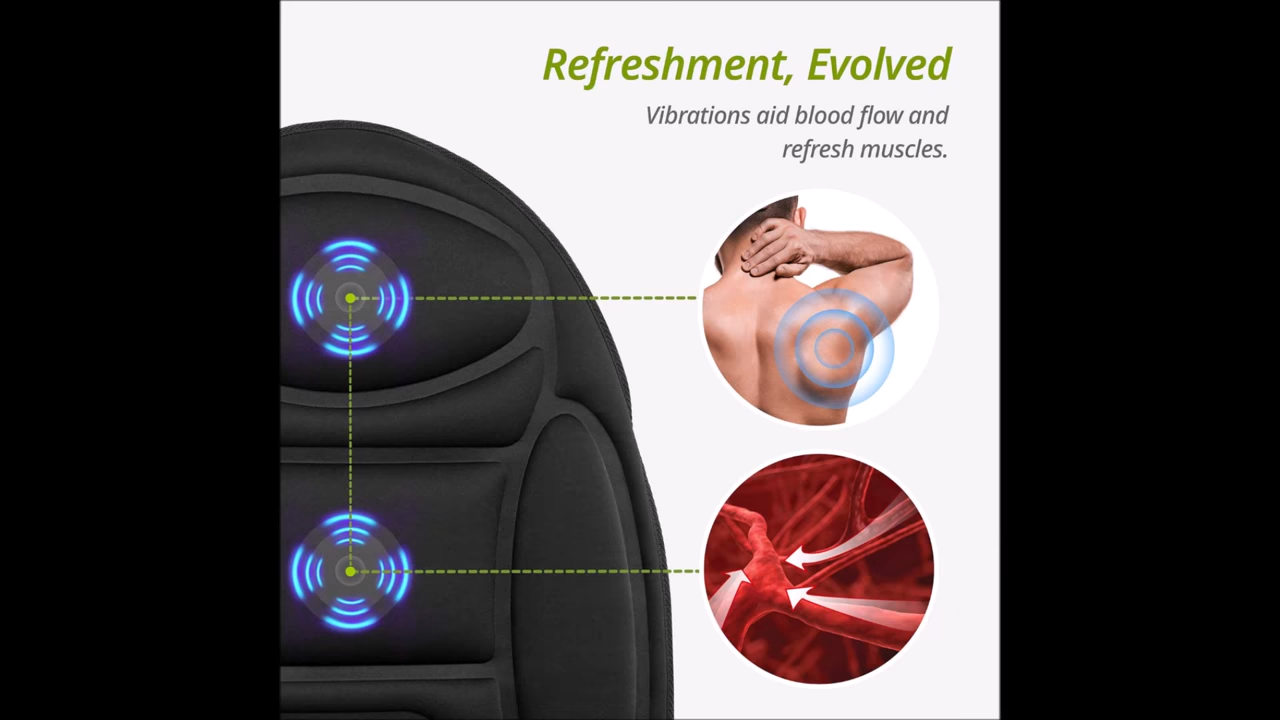 Refreshment, Evolved
Vibrations aid blood flow and
refresh muscles.